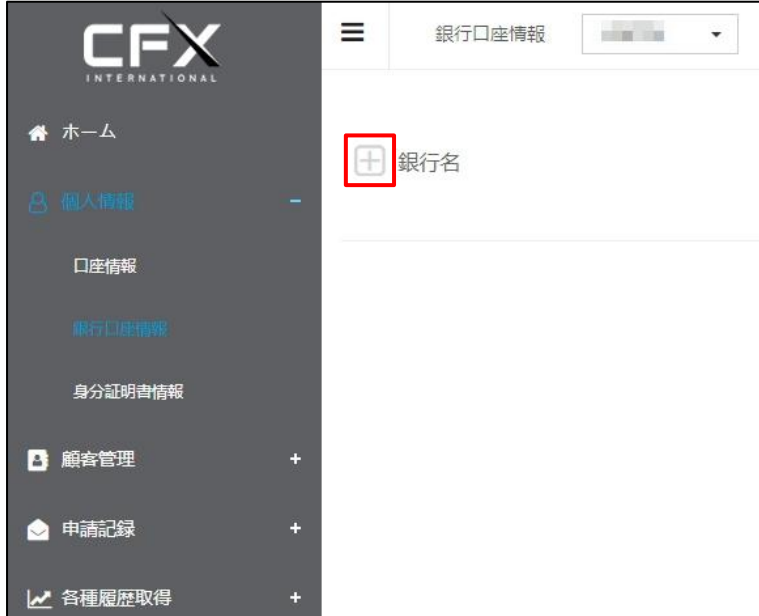 CFX
INTERNATIONAL
ホーム
個人情報
口座情報
銀行口座情報
身分証明書情報
顧客管理
申請記録
各種履歴取得
銀行口座情報
銀行名